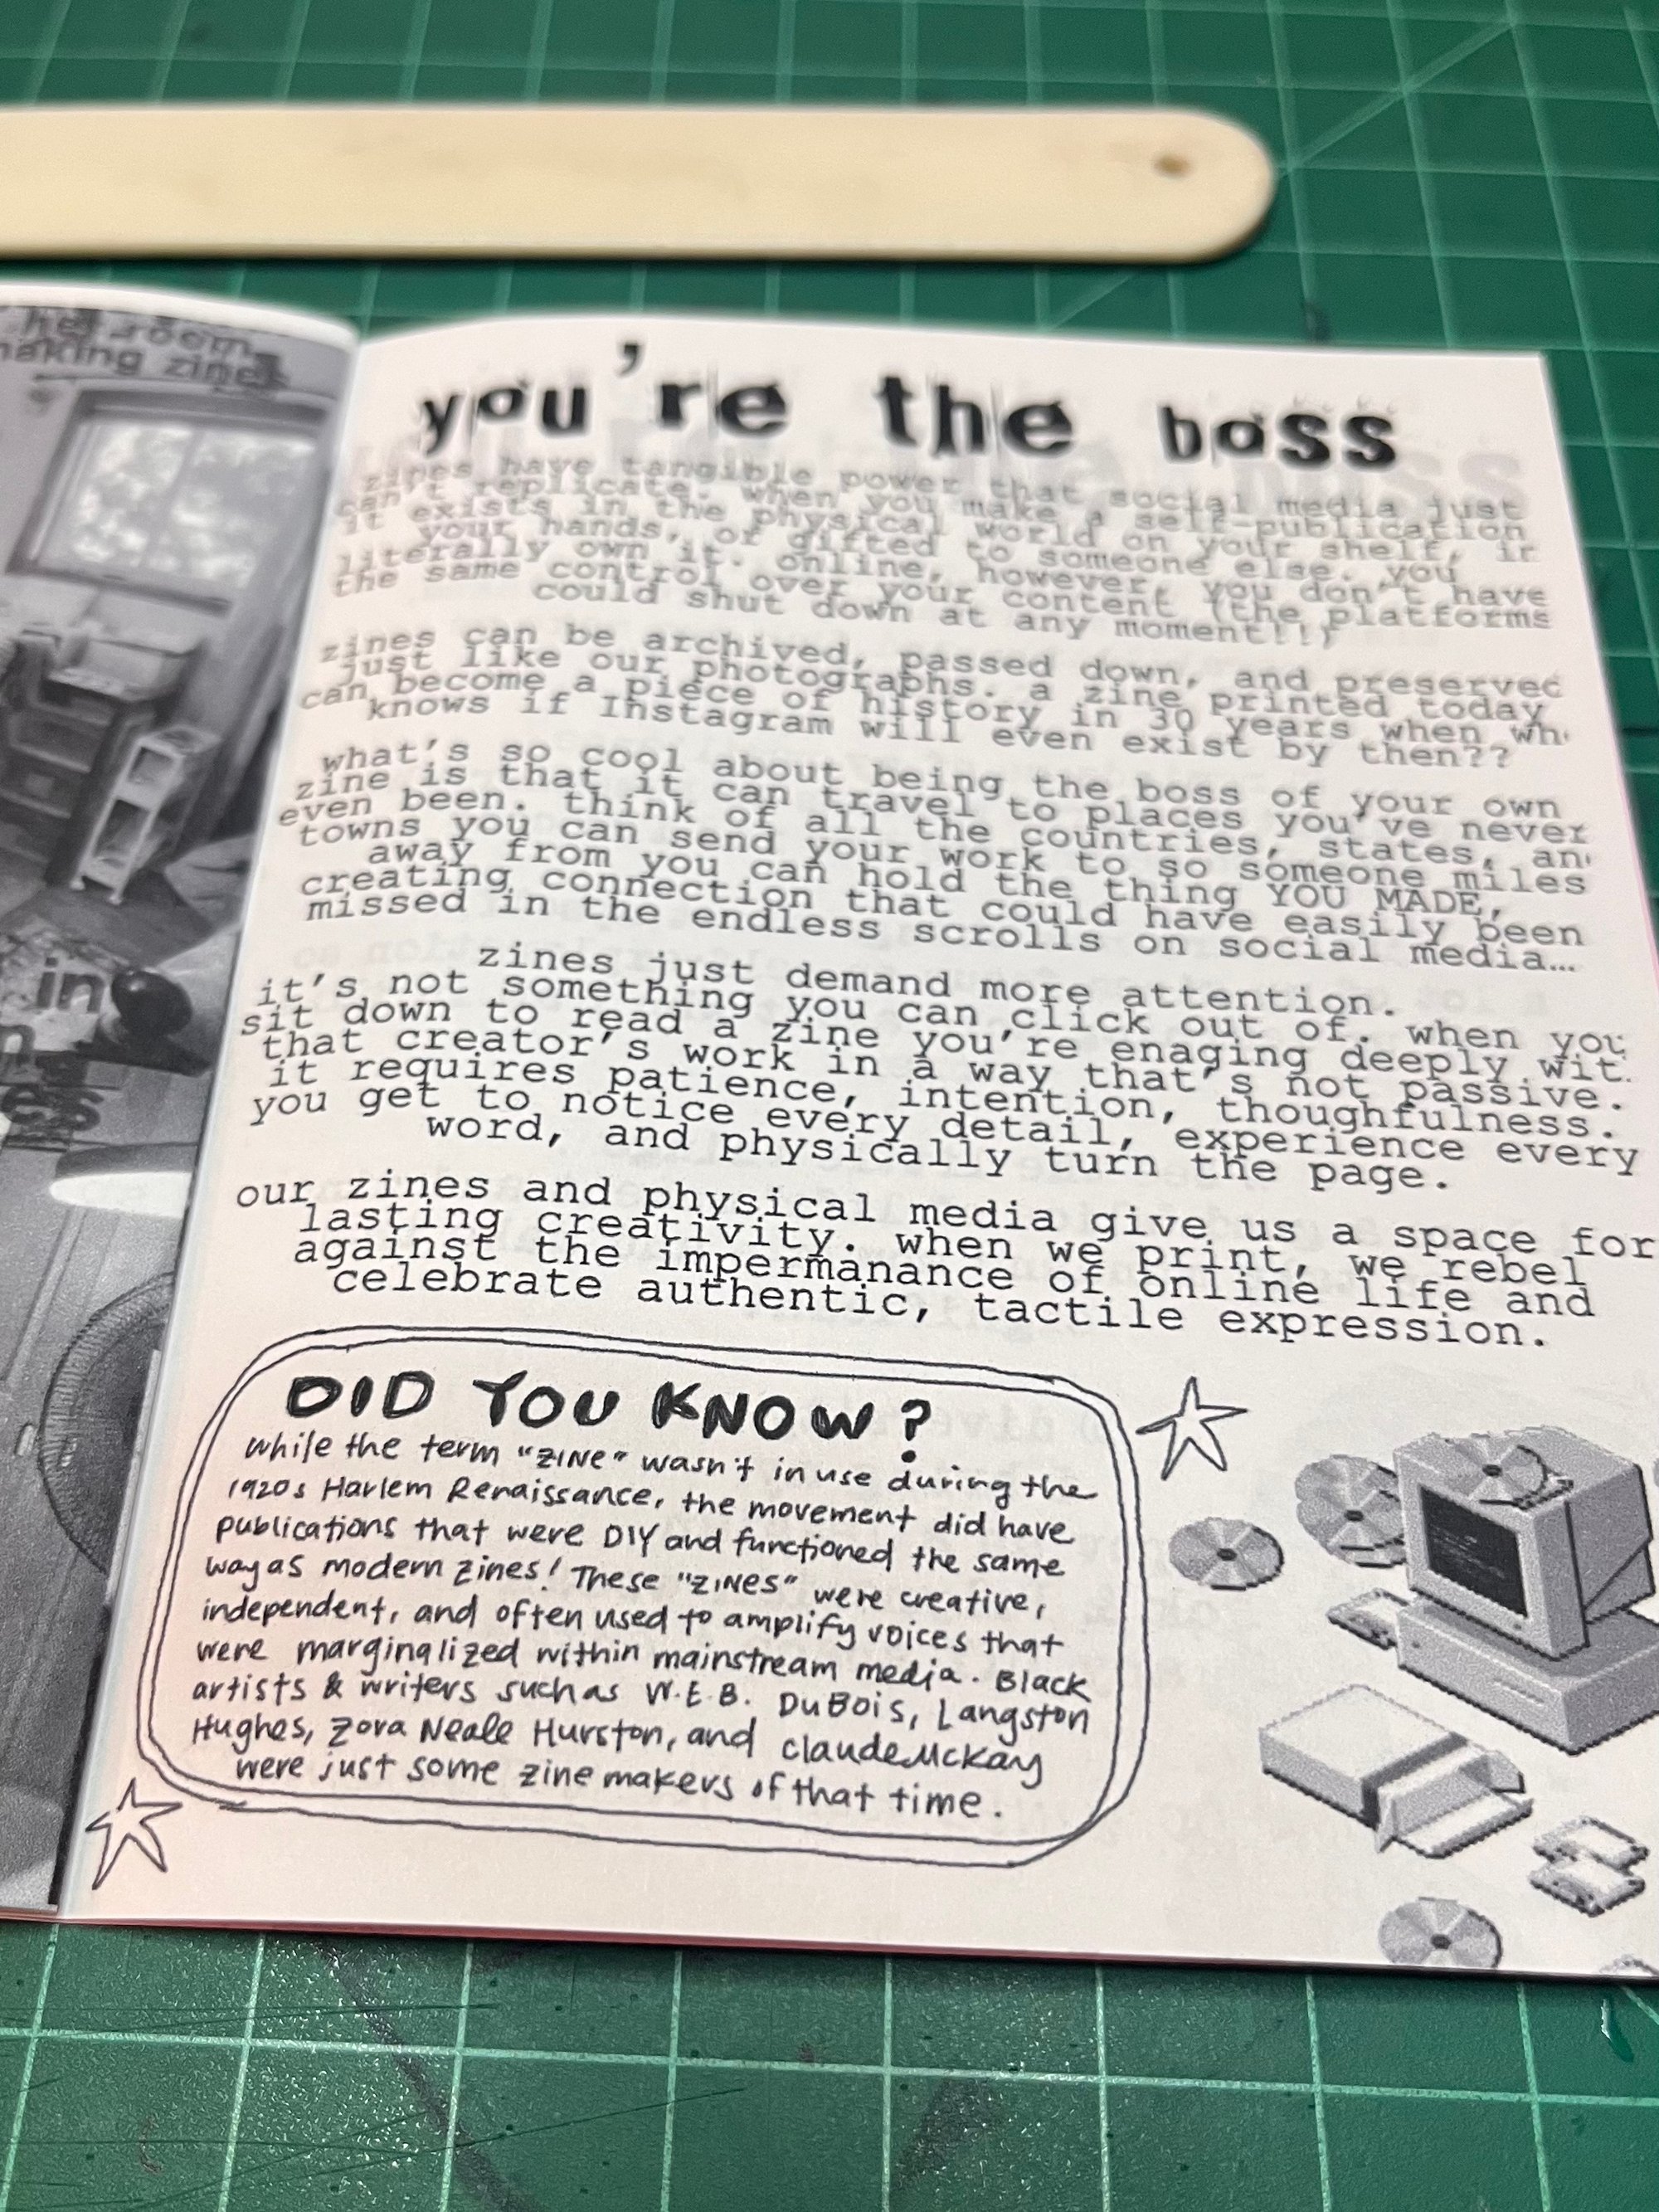 her room
making zines
in
es
you're the boss
zines have tangible power that social media just
can't replicate. when you make a self-publication
it exists in the physical world on your shelf, in
your hands, or gifted to someone else. you
literally own it. online, however, you don't have
the same control over your content (the platforms
could shut down at any moment!!)
zines can be archived, passed down, and preserved
just like our photographs. a zine printed today
can become a piece of history in 30 years when wh
knows if Instagram will even exist by then??
what's so cool about being the boss of your own
zine is that it can travel to places you've never
even been. think of all the countries, states, an
towns you can send your work to so someone miles
away from you can hold the thing YOU MADE,
creating connection that could have easily been
missed in the endless scrolls on social media…
zines just demand more attention.
it's not something you can click out of. when you
sit down to read a zine you're enaging deeply wit
that creator's work in a way that's not passive.
it requires patience, intention, thoughfulness.
you get to notice every detail, experience every
word, and physically turn the page.
our zines and physical media give us a space for
lasting creativity. when we print, we rebel
against the impermanance of online life and
celebrate authentic, tactile expression.
DID YOU KNOW?
while the term "ZINE" wasn't in use during the
1920s Harlem Renaissance, the movement did have
publications that were DIY and functioned the same
way as modern zines! These "ZINES" were creative,
independent, and often used to amplify voices that
were marginalized within mainstream media. Black
artists & writers such as W.E.B. DuBois, Langston
Hughes, Zora Neale Hurston, and Claude McKay
were just some zine makers of that time.